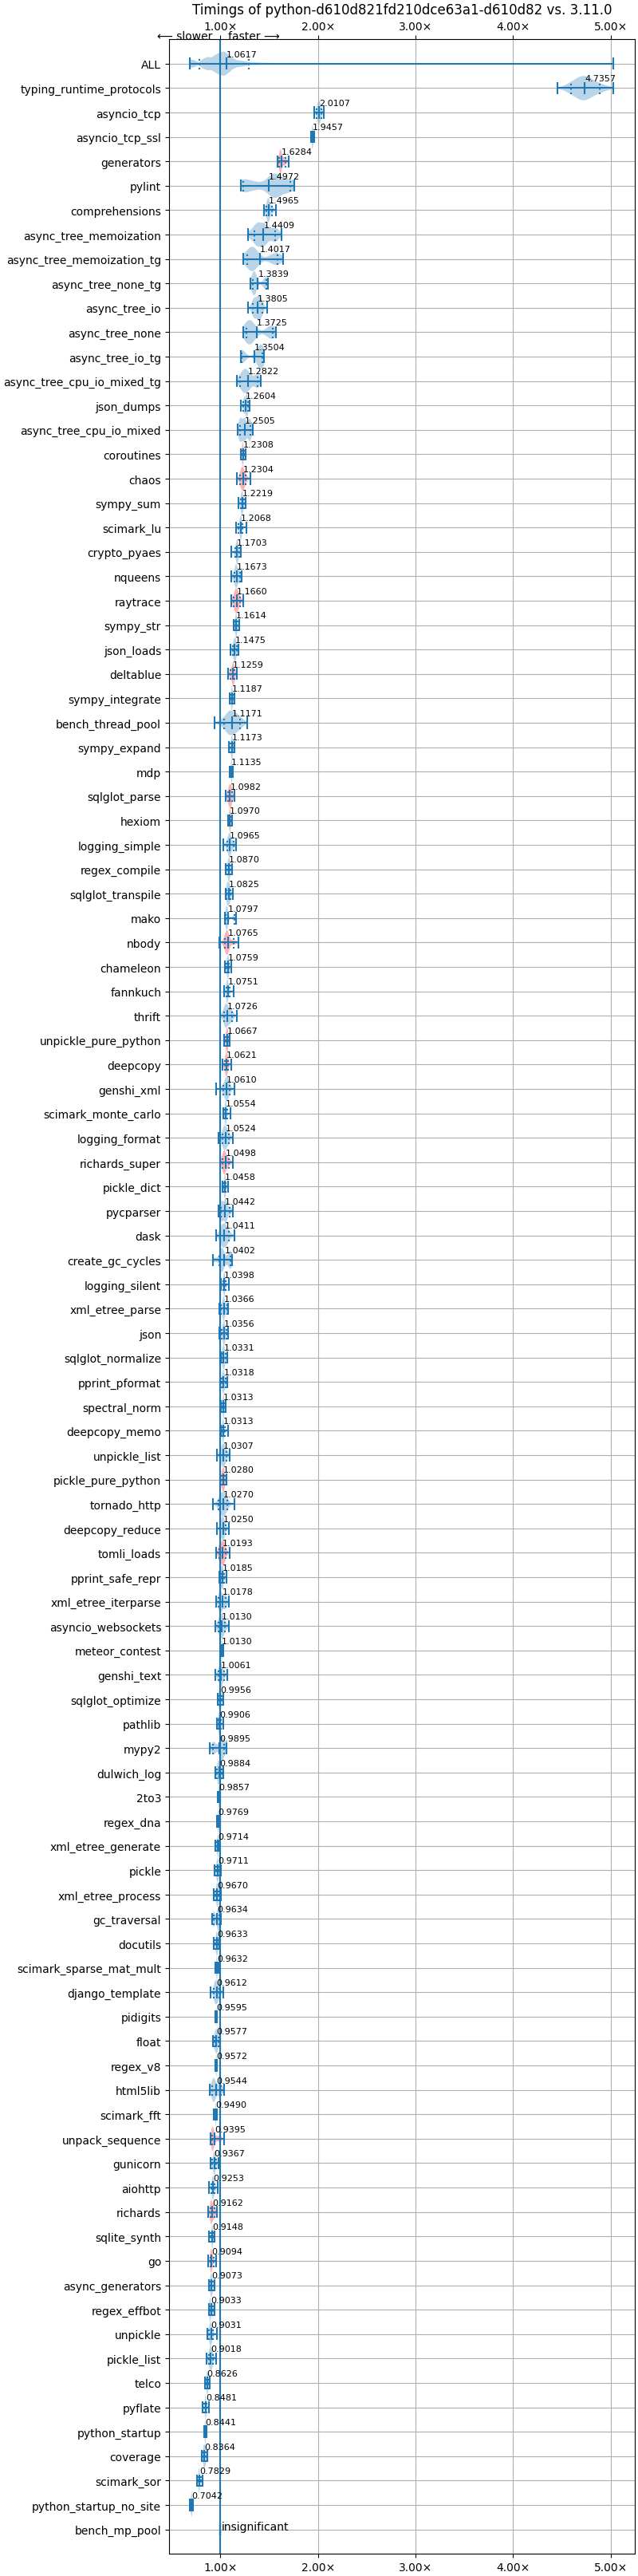 Timings of python-d610d821fd210dce63a1-d610d82 vs. 3.11.0
1.00× 2.00× 3.00× 4.00× 5.00×
⟵ slower faster ⟶
ALL 1.0617
typing_runtime_protocols 4.7357
asyncio_tcp 2.0107
asyncio_tcp_ssl 1.9457
generators 1.6284
pylint 1.4972
comprehensions 1.4965
async_tree_memoization 1.4409
async_tree_memoization_tg 1.4017
async_tree_none_tg 1.3839
async_tree_io 1.3805
async_tree_none 1.3725
async_tree_io_tg 1.3504
async_tree_cpu_io_mixed_tg 1.2822
json_dumps 1.2604
async_tree_cpu_io_mixed 1.2505
coroutines 1.2308
chaos 1.2304
sympy_sum 1.2219
scimark_lu 1.2068
crypto_pyaes 1.1703
nqueens 1.1673
raytrace 1.1660
sympy_str 1.1614
json_loads 1.1475
deltablue 1.1259
sympy_integrate 1.1187
bench_thread_pool 1.1171
sympy_expand 1.1173
mdp 1.1135
sqlglot_parse 1.0982
hexiom 1.0970
logging_simple 1.0965
regex_compile 1.0870
sqlglot_transpile 1.0825
mako 1.0797
nbody 1.0765
chameleon 1.0759
fannkuch 1.0751
thrift 1.0726
unpickle_pure_python 1.0667
deepcopy 1.0621
genshi_xml 1.0610
scimark_monte_carlo 1.0554
logging_format 1.0524
richards_super 1.0498
pickle_dict 1.0458
pycparser 1.0442
dask 1.0411
create_gc_cycles 1.0402
logging_silent 1.0398
xml_etree_parse 1.0366
json 1.0356
sqlglot_normalize 1.0331
pprint_pformat 1.0318
spectral_norm 1.0313
deepcopy_memo 1.0313
unpickle_list 1.0307
pickle_pure_python 1.0280
tornado_http 1.0270
deepcopy_reduce 1.0250
tomli_loads 1.0193
pprint_safe_repr 1.0185
xml_etree_iterparse 1.0178
asyncio_websockets 1.0130
meteor_contest 1.0130
genshi_text 1.0061
sqlglot_optimize 0.9956
pathlib 0.9906
mypy2 0.9895
dulwich_log 0.9884
2to3 0.9857
regex_dna 0.9769
xml_etree_generate 0.9714
pickle 0.9711
xml_etree_process 0.9670
gc_traversal 0.9634
docutils 0.9633
scimark_sparse_mat_mult 0.9632
django_template 0.9612
pidigits 0.9595
float 0.9577
regex_v8 0.9572
html5lib 0.9544
scimark_fft 0.9490
unpack_sequence 0.9395
gunicorn 0.9367
aiohttp 0.9253
richards 0.9162
sqlite_synth 0.9148
go 0.9094
async_generators 0.9073
regex_effbot 0.9033
unpickle 0.9031
pickle_list 0.9018
telco 0.8626
pyflate 0.8481
python_startup 0.8441
coverage 0.8364
scimark_sor 0.7829
python_startup_no_site 0.7042
bench_mp_pool insignificant
1.00× 2.00× 3.00× 4.00× 5.00×